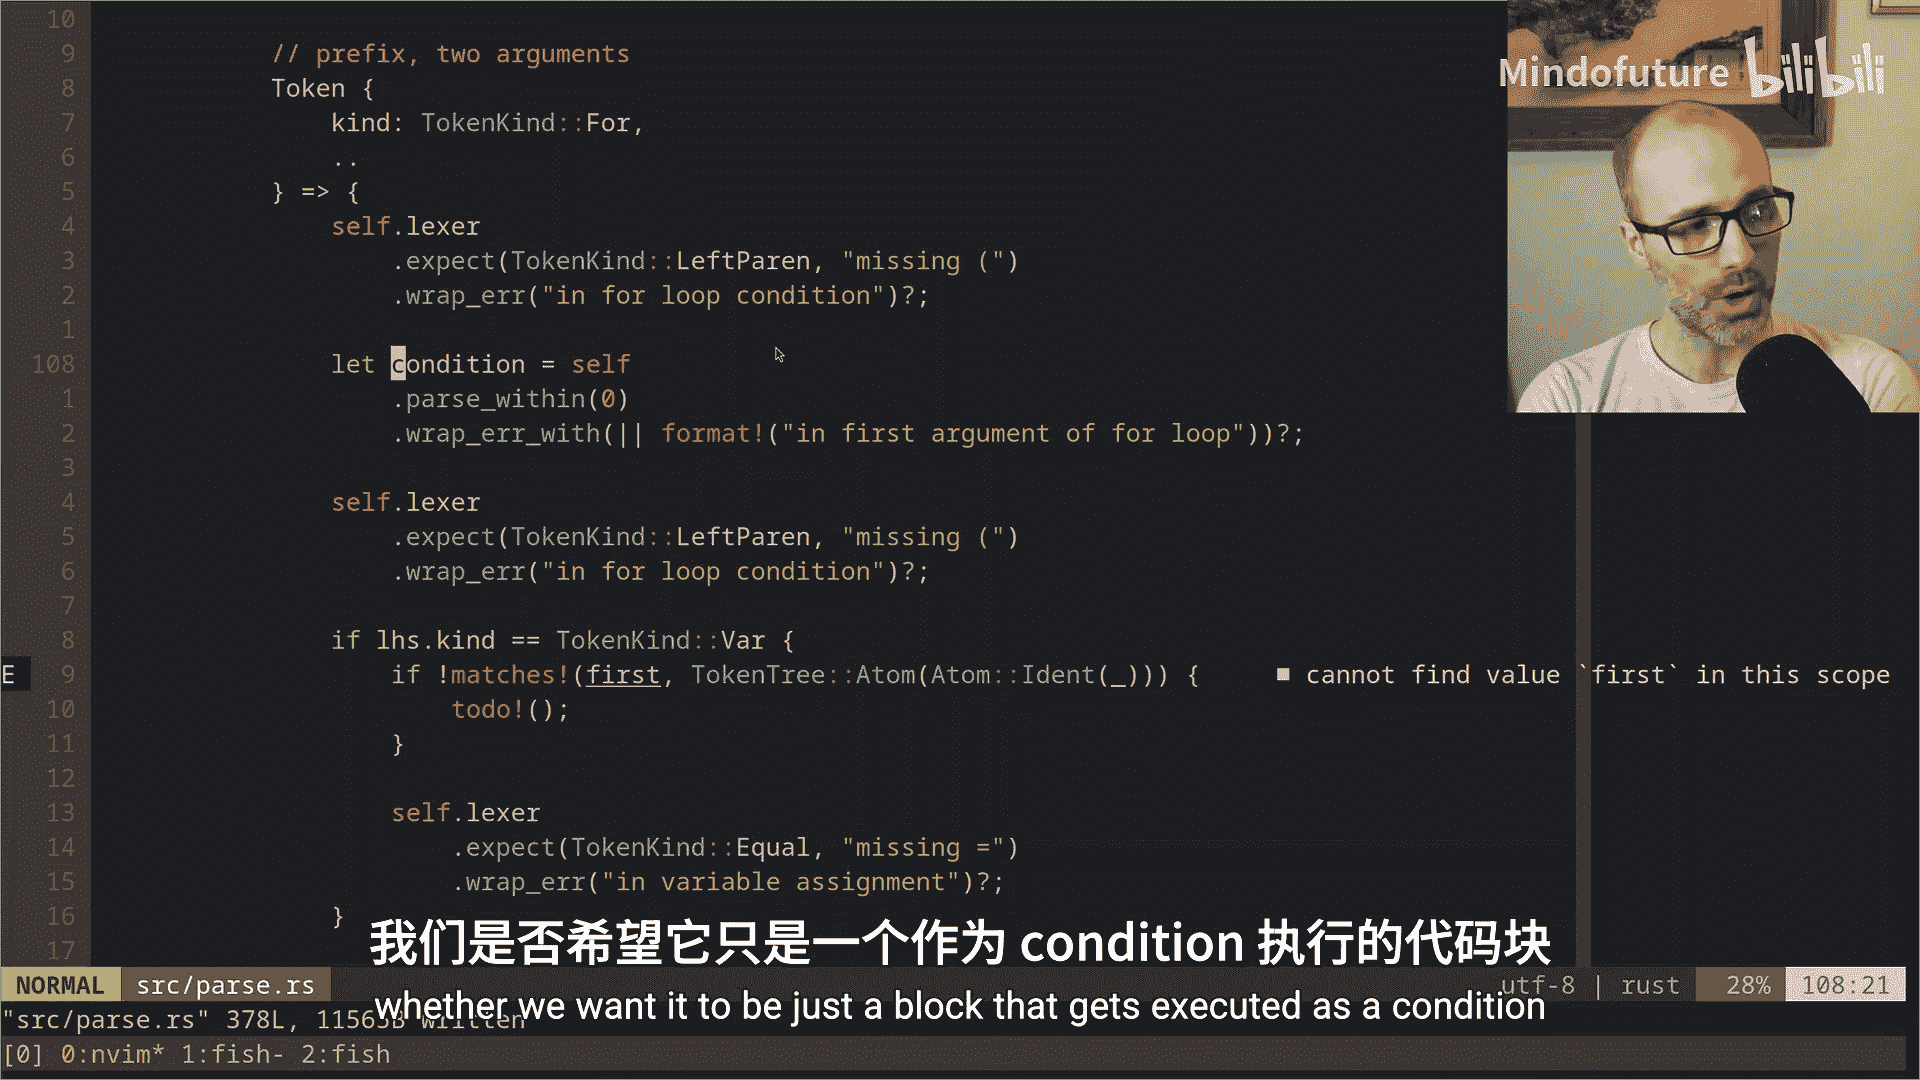 10
9 // prefix, two arguments
8 Token {
7 kind: TokenKind::For,
6 ..
5 } => {
4 self.lexer
3 .expect(TokenKind::LeftParen, "missing (")
2 .wrap_err("in for loop condition")?;
1
108 let condition = self
1 .parse_within(0)
2 .wrap_err_with(|| format!("in first argument of for loop"))?;
3
4 self.lexer
5 .expect(TokenKind::LeftParen, "missing (")
6 .wrap_err("in for loop condition")?;
7
8 if lhs.kind == TokenKind::Var {
E 9 if !matches!(first, TokenTree::Atom(Atom::Ident(_))) { ■ cannot find value `first` in this scope
10 todo!();
11 }
12
13 self.lexer
14 .expect(TokenKind::Equal, "missing =")
15 .wrap_err("in variable assignment")?;
16 }
17
Mindofuture bilibili
我们是否希望它只是一个作为 condition 执行的代码块
whether we want it to be just a block that gets executed as a condition
NORMAL src/parse.rs utf-8 | rust 28% 108:21
"src/parse.rs" 378L, 11565B written
[0] 0:nvim* 1:fish- 2:fish